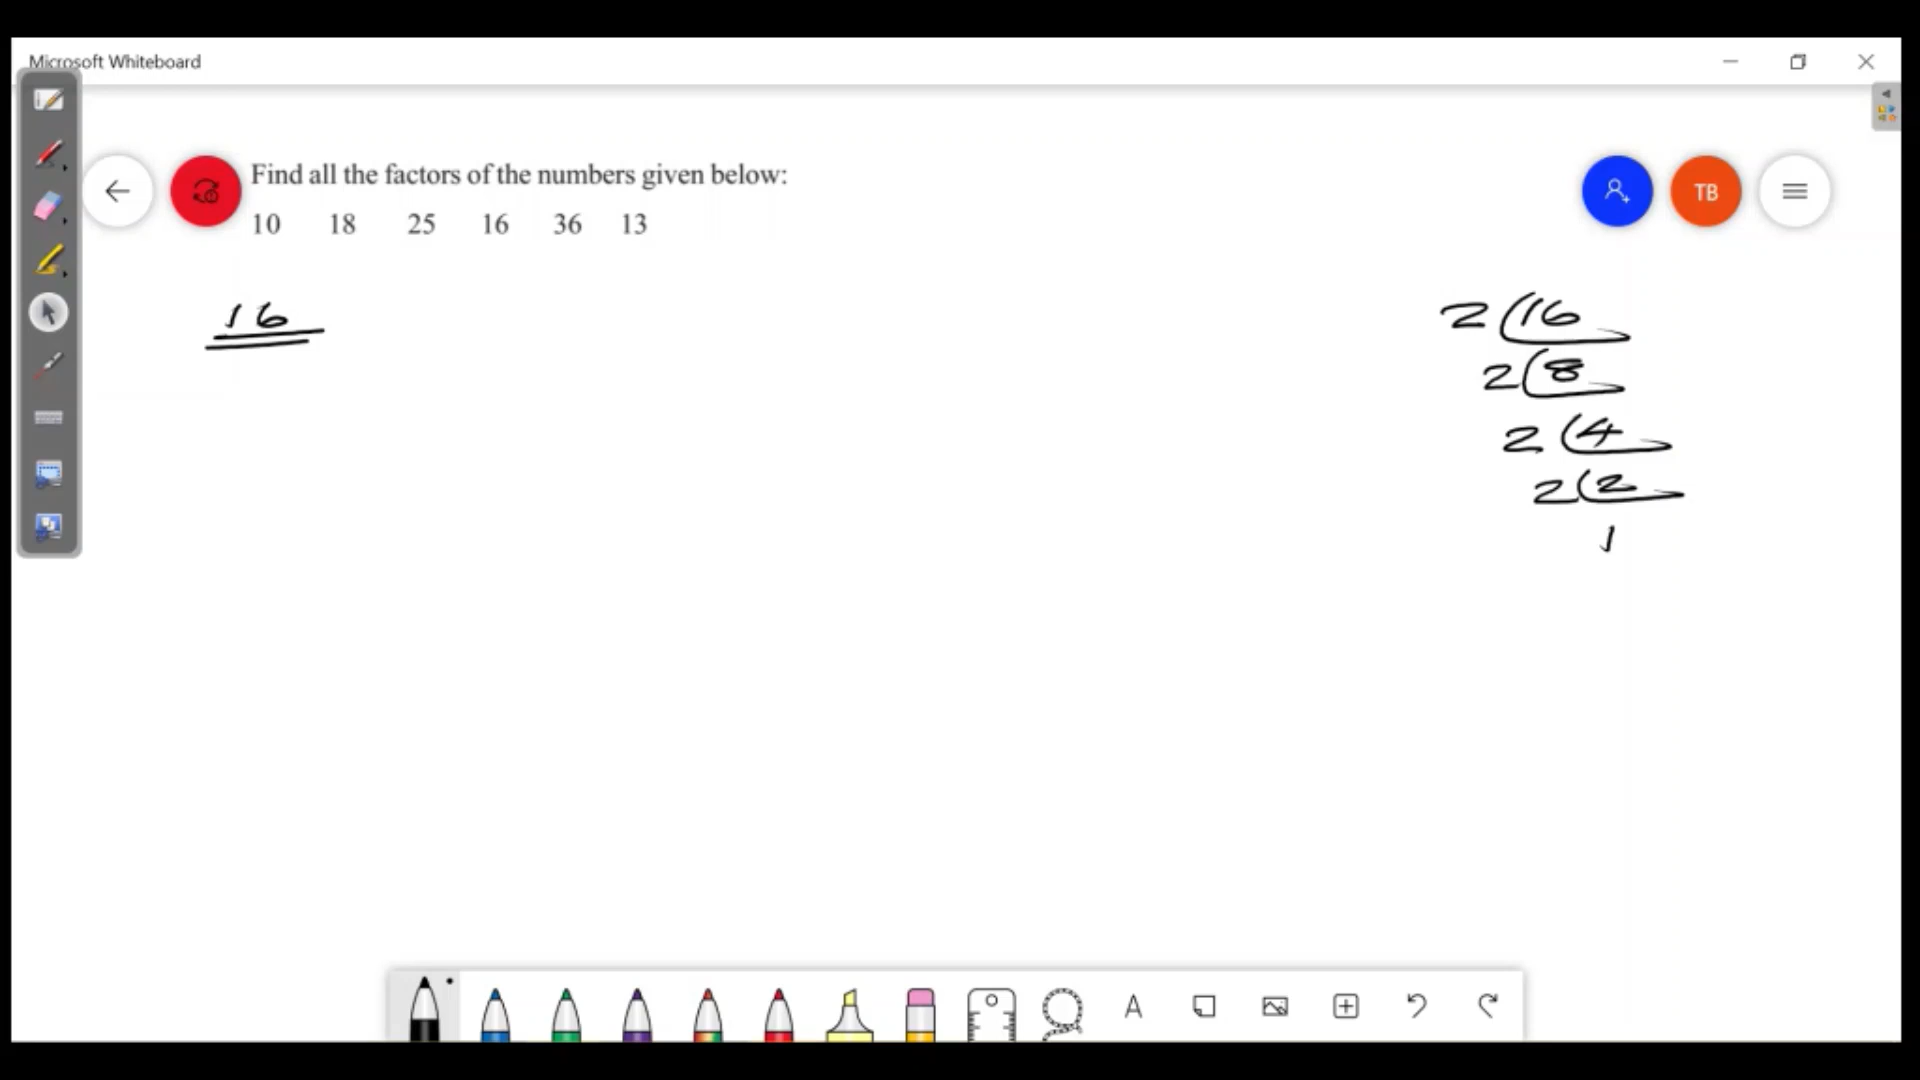 Microsoft Whiteboard
Find all the factors of the numbers given below:
10 18 25 16 36 13
TB
16
2 16
2 8
2 4
2 2
1
A